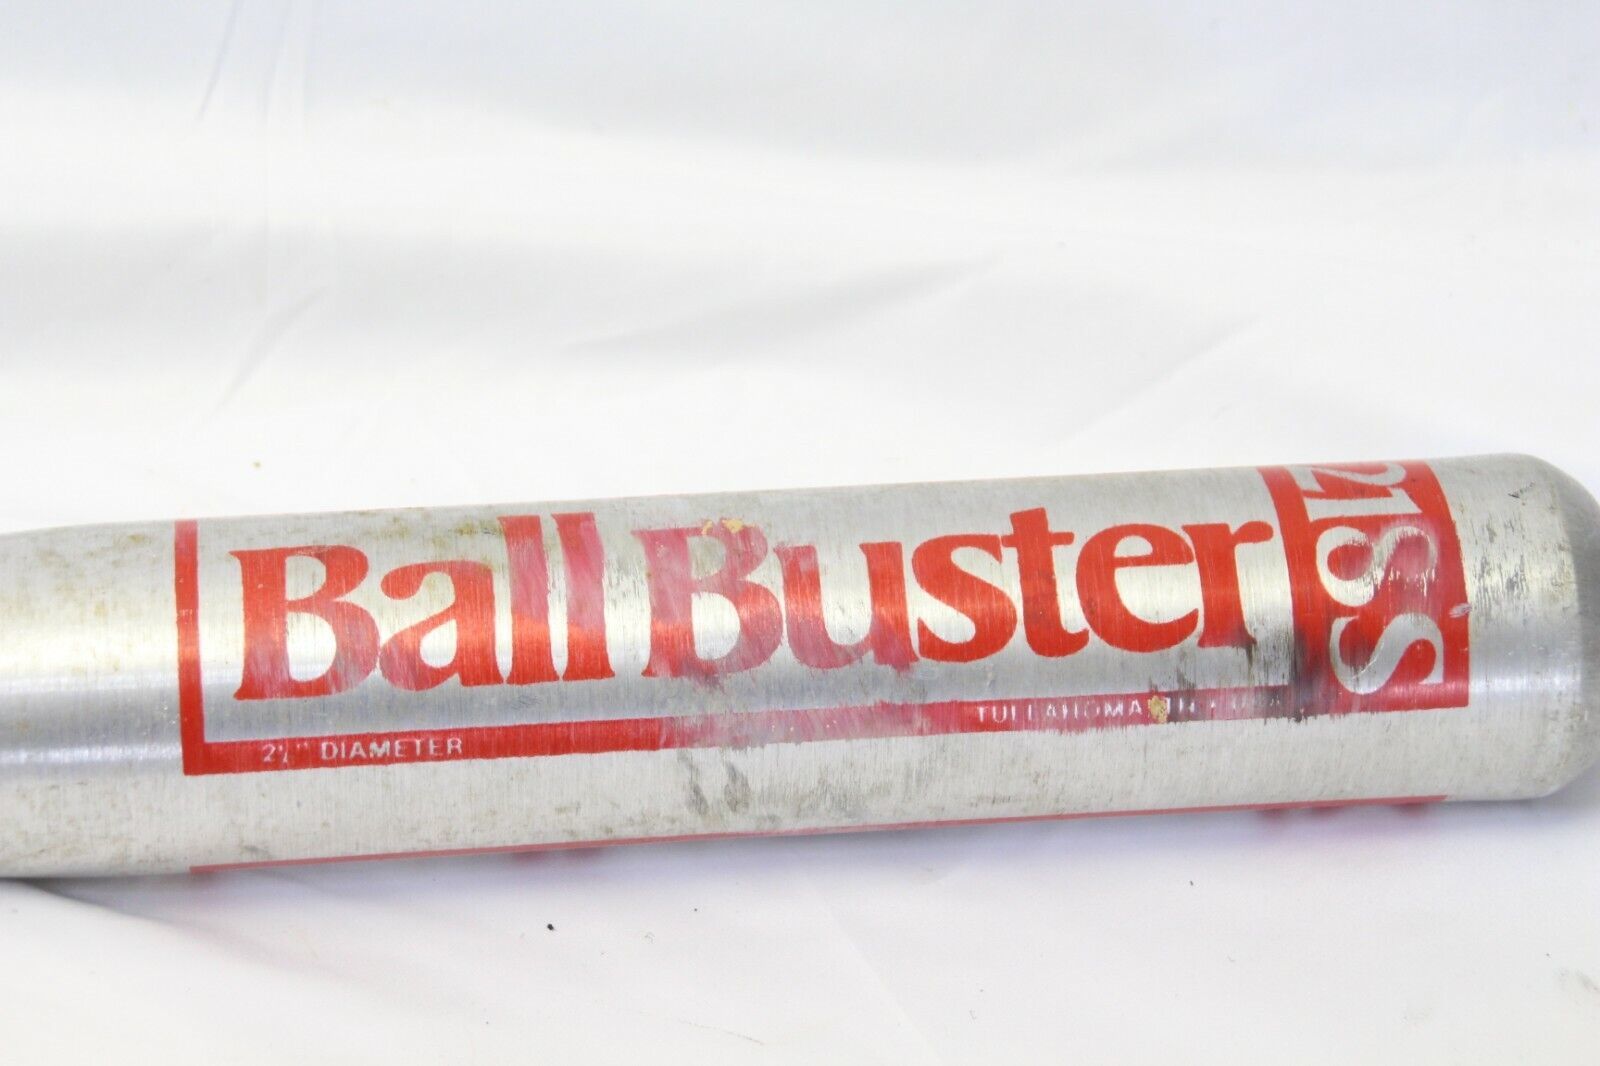 Ball Buster
2¼" DIAMETER
TULLAHOMA